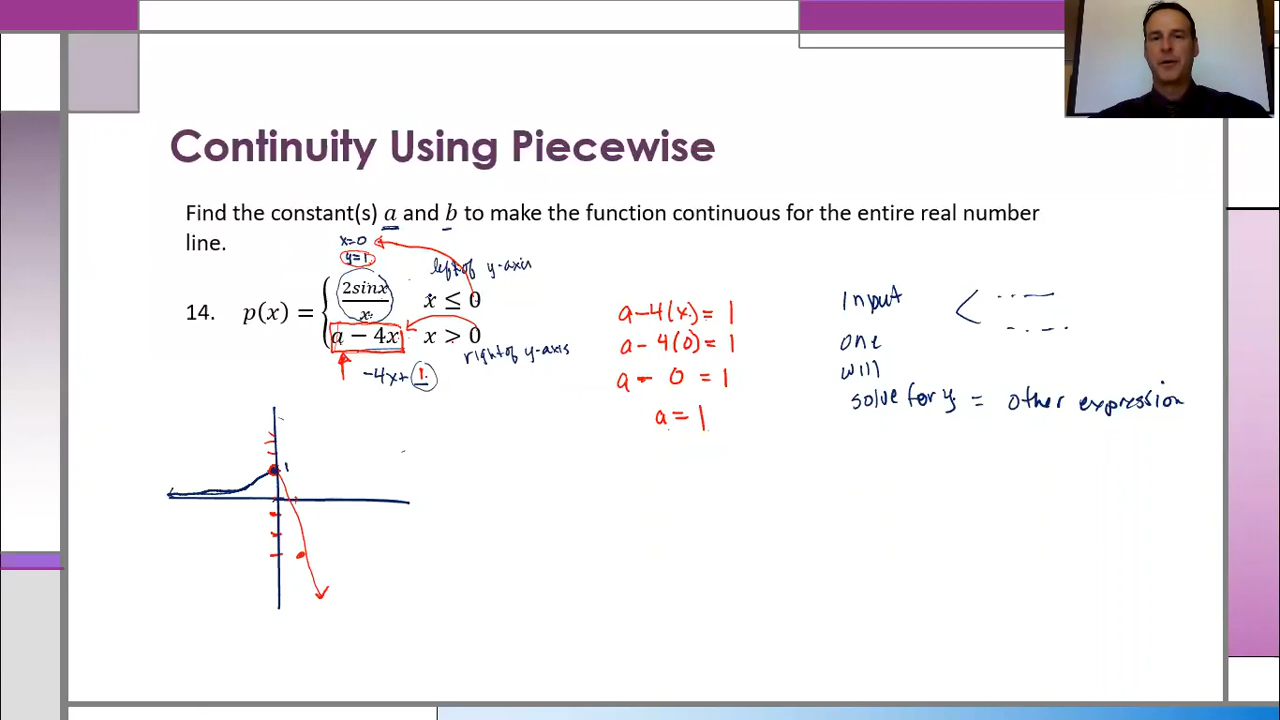 Continuity Using Piecewise
Find the constant(s) a and b to make the function continuous for the entire real number
line.
x=0
y=1.
left of y-axis
14. p(x) = { 2sinx/x x ≤ 0
a − 4x x > 0
right of y-axis
-4x+1.
1
a-4(x)=1
a-4(0)=1
a-0=1
a=1
Input
one
will
solve for y = other expression